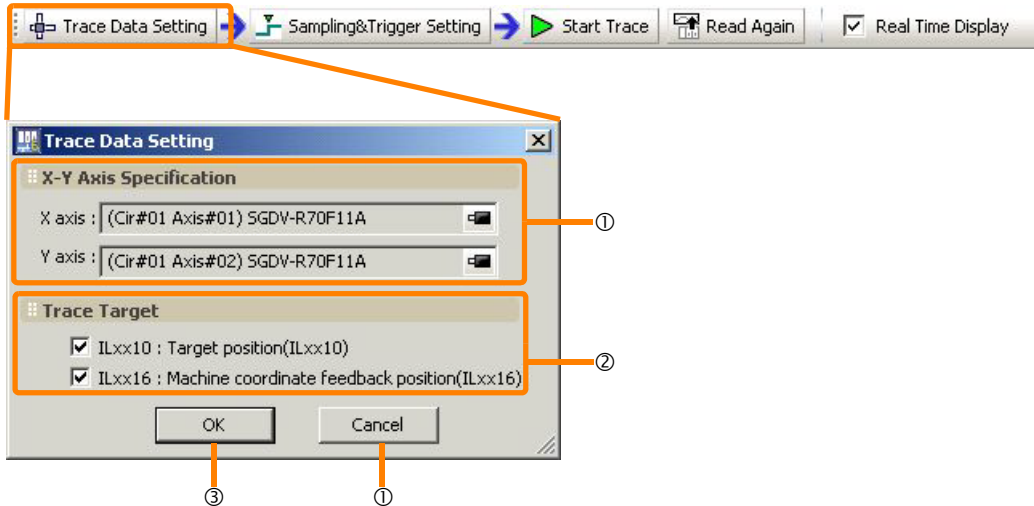 Trace Data Setting Sampling&Trigger Setting Start Trace Read Again Real Time Display
Trace Data Setting
X-Y Axis Specification
X axis : (Cir#01 Axis#01) SGDV-R70F11A
①
Y axis : (Cir#01 Axis#02) SGDV-R70F11A
Trace Target
ILxx10 : Target position(ILxx10)
②
ILxx16 : Machine coordinate feedback position(ILxx16)
OK Cancel
③ ①